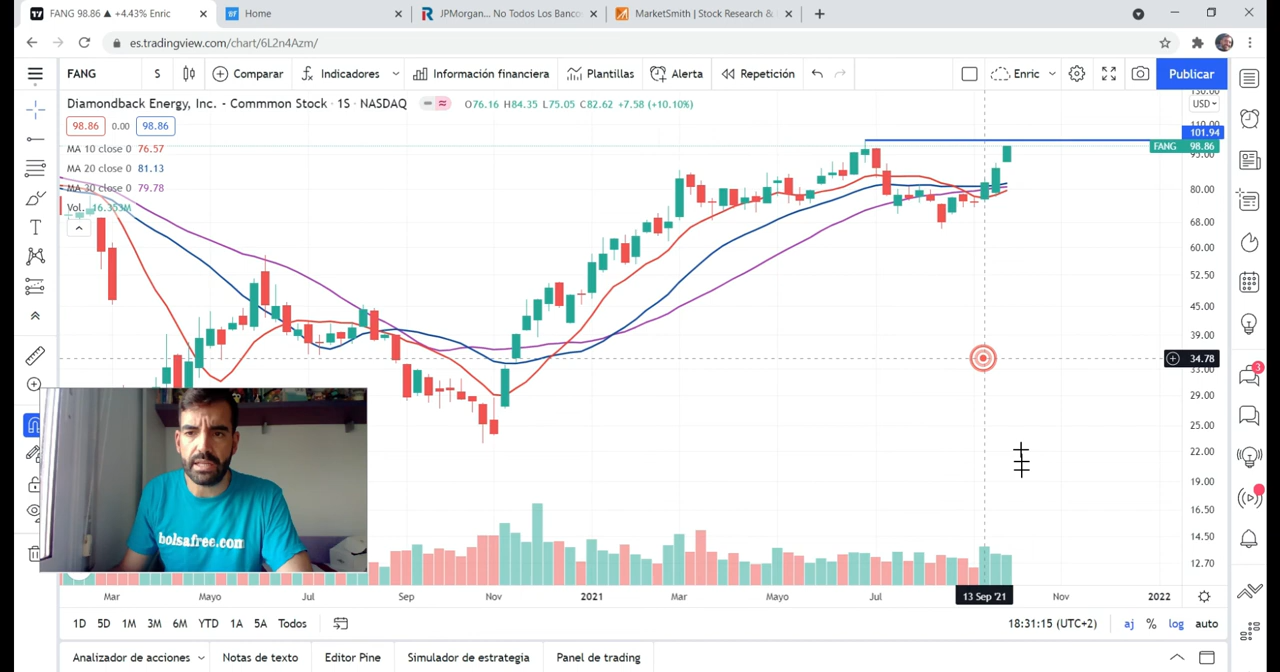 FANG 98.86 ▲ +4.43% Enric
Home
JPMorgan... No Todos Los Banco
MarketSmith | Stock Research &
es.tradingview.com/chart/6L2n4Azm/
FANG S Comparar Indicadores Información financiera Plantillas Alerta Repetición Enric Publicar
Diamondback Energy, Inc. - Commmon Stock · 1S · NASDAQ O76.16 H84.35 L75.05 C82.62 +7.58 (+10.10%)
98.86 0.00 98.86
MA 10 close 0 76.57
MA 20 close 0 81.13
MA 30 close 0 79.78
Vol. 16.353M
USD
130.00
110.00
101.94
FANG 98.86
95.00
80.00
68.00
60.00
52.50
45.00
39.00
34.78
33.00
29.00
25.00
22.00
19.00
16.50
14.50
12.70
3
bolsafree.com
Mar Mayo Jul Sep Nov 2021 Mar Mayo Jul 13 Sep '21 Nov 2022
1D 5D 1M 3M 6M YTD 1A 5A Todos 18:31:15 (UTC+2) aj % log auto
Analizador de acciones Notas de texto Editor Pine Simulador de estrategia Panel de trading